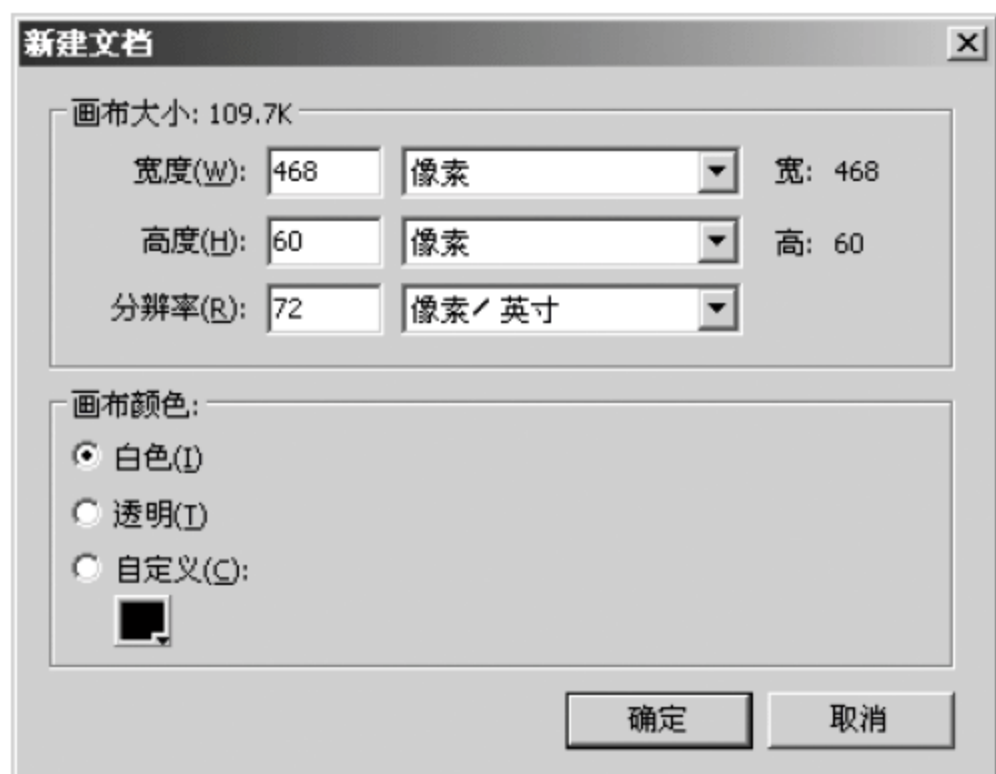 新建文档
画布大小: 109.7K
宽度(W): 468 像素 宽: 468
高度(H): 60 像素 高: 60
分辨率(R): 72 像素/英寸
画布颜色:
白色(I)
透明(T)
自定义(C):
确定 取消